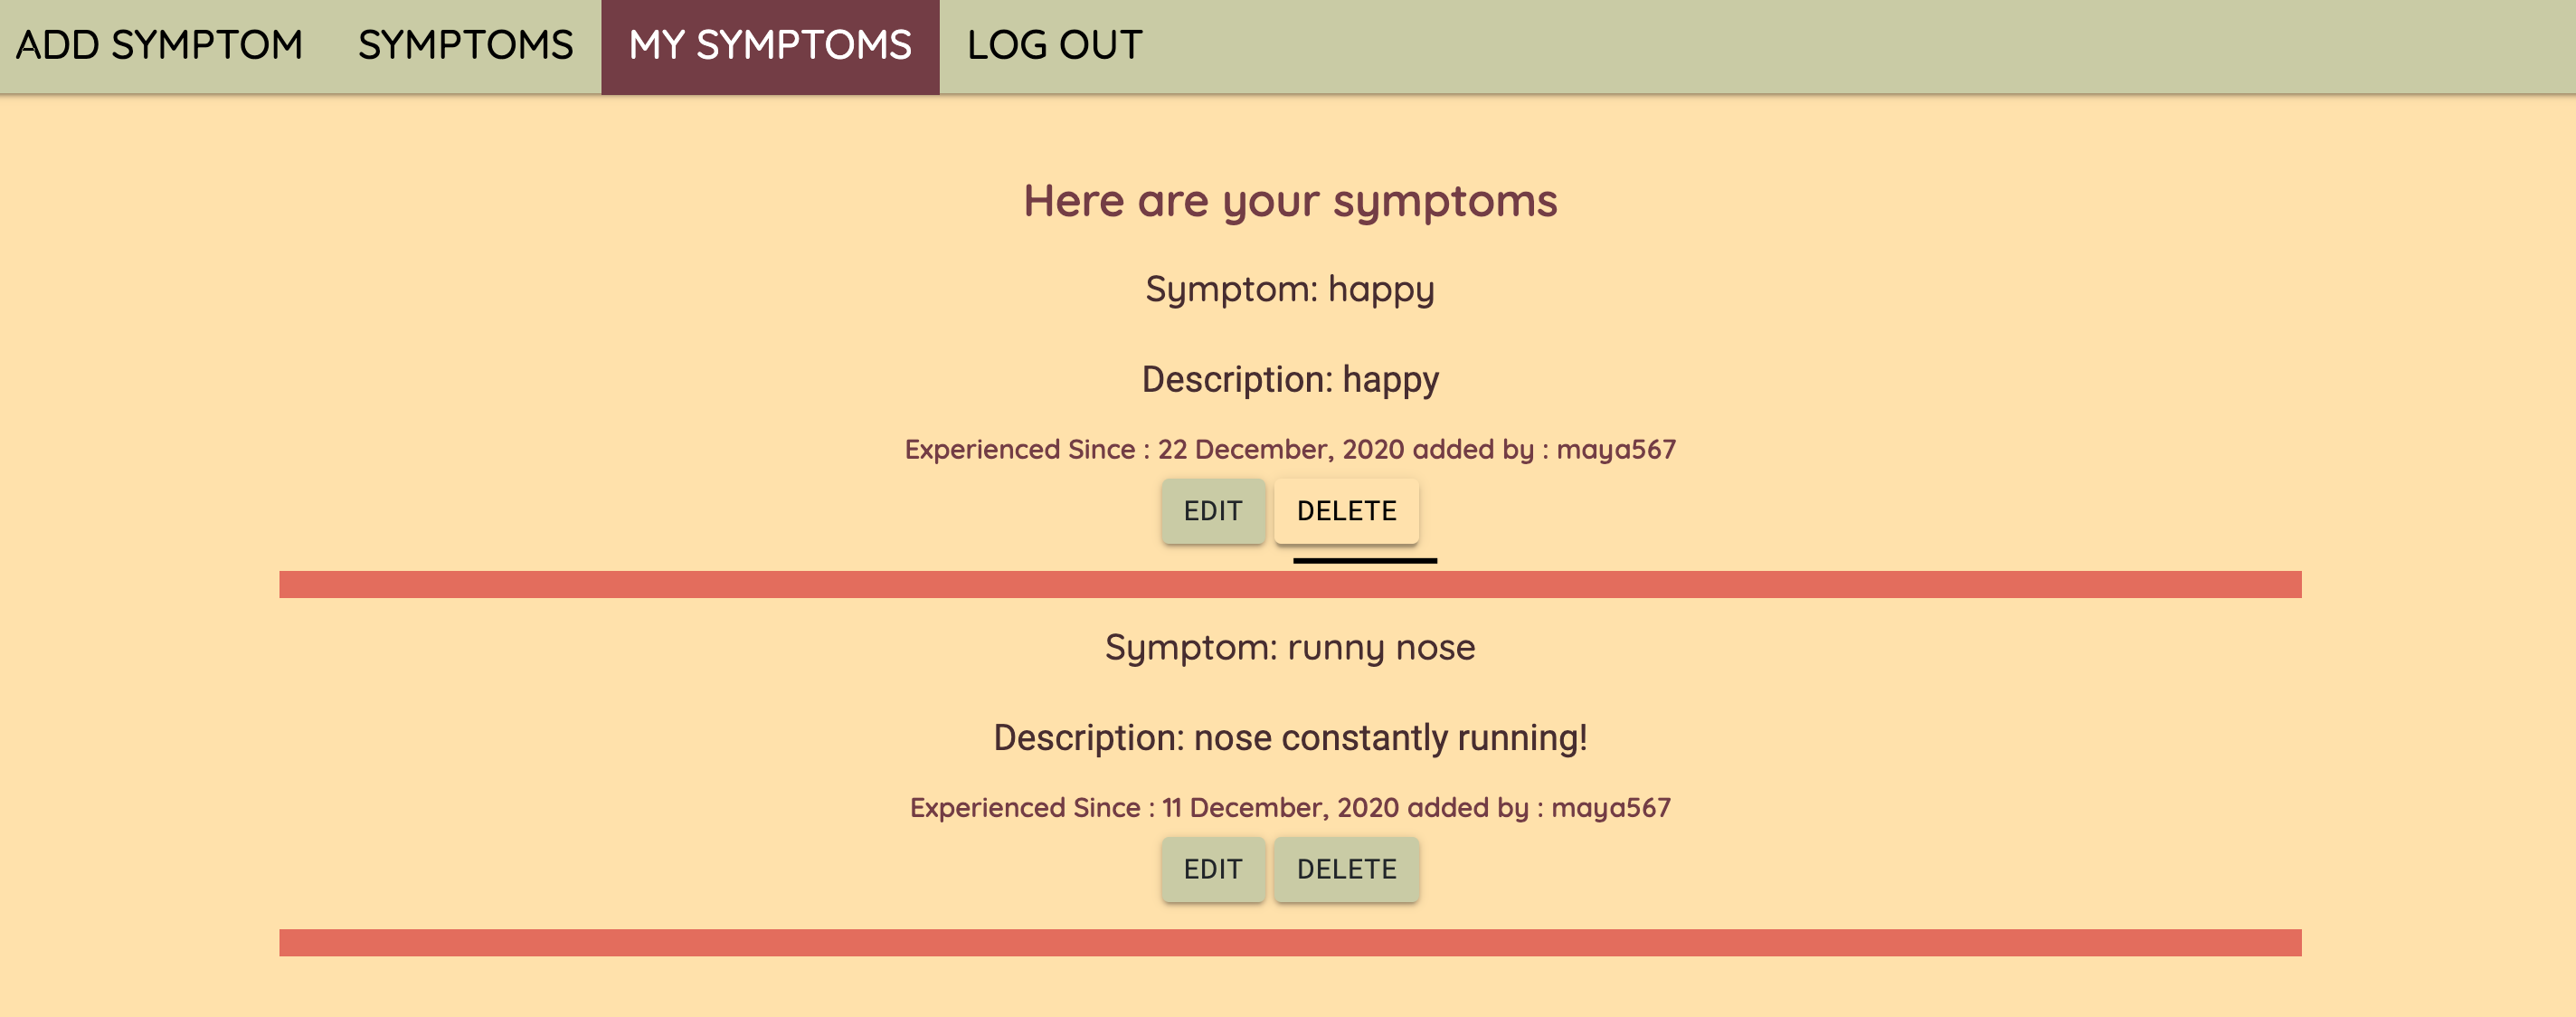 ADD SYMPTOM SYMPTOMS MY SYMPTOMS LOG OUT
Here are your symptoms
Symptom: happy
Description: happy
Experienced Since : 22 December, 2020 added by : maya567
EDIT DELETE
Symptom: runny nose
Description: nose constantly running!
Experienced Since : 11 December, 2020 added by : maya567
EDIT DELETE